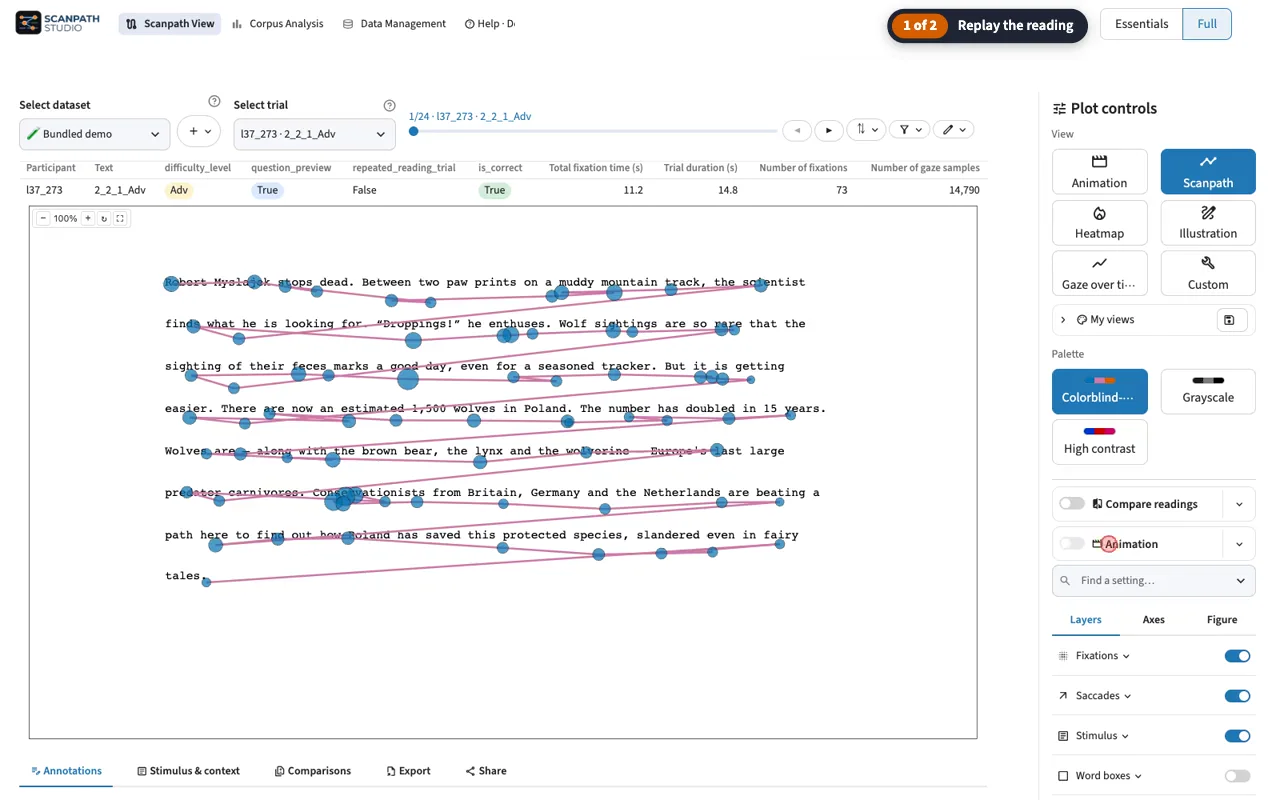 SCANPATH
STUDIO
Scanpath View
Corpus Analysis
Data Management
Help · D
1 of 2 Replay the reading
Essentials
Full
Select dataset
Bundled demo
+
Select trial
l37_273 · 2_2_1_Adv
1/24 · l37_273 · 2_2_1_Adv
Participant Text difficulty_level question_preview repeated_reading_trial is_correct Total fixation time (s) Trial duration (s) Number of fixations Number of gaze samples
l37_273 2_2_1_Adv Adv True False True 11.2 14.8 73 14,790
− 100% +
Robert Myslajek stops dead. Between two paw prints on a muddy mountain track, the scientist
finds what he is looking for. “Droppings!” he enthuses. Wolf sightings are so rare that the
sighting of their feces marks a good day, even for a seasoned tracker. But it is getting
easier. There are now an estimated 1,500 wolves in Poland. The number has doubled in 15 years.
Wolves are – along with the brown bear, the lynx and the wolverine – Europe's last large
predator carnivores. Conservationists from Britain, Germany and the Netherlands are beating a
path here to find out how Poland has saved this protected species, slandered even in fairy
tales.
Annotations
Stimulus & context
Comparisons
Export
Share
Plot controls
View
Animation
Scanpath
Heatmap
Illustration
Gaze over ti···
Custom
My views
Palette
Colorblind-···
Grayscale
High contrast
Compare readings
Animation
Find a setting...
Layers
Axes
Figure
Fixations
Saccades
Stimulus
Word boxes